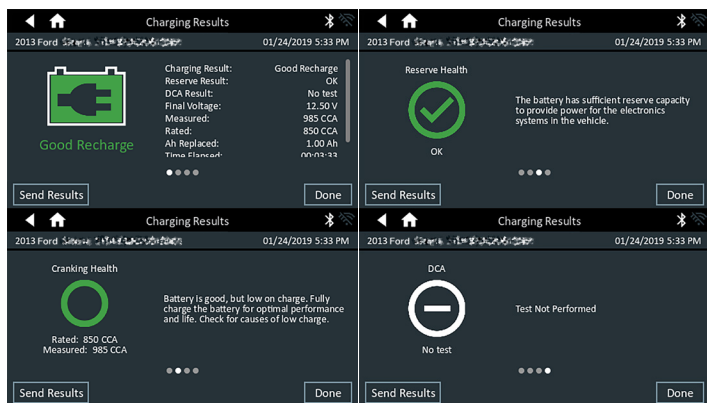 Charging Results
2013 Ford
01/24/2019 5:33 PM
Good Recharge
Charging Result: Good Recharge
Reserve Result: OK
DCA Result: No test
Final Voltage: 12.50 V
Measured: 985 CCA
Rated: 850 CCA
Ah Replaced: 1.00 Ah
Time Elapsed: 00:03:33
Send Results
Done
Charging Results
2013 Ford
01/24/2019 5:33 PM
Reserve Health
OK
The battery has sufficient reserve capacity
to provide power for the electronics
systems in the vehicle.
Send Results
Done
Charging Results
2013 Ford
01/24/2019 5:33 PM
Cranking Health
Rated: 850 CCA
Measured: 985 CCA
Battery is good, but low on charge. Fully
charge the battery for optimal performance
and life. Check for causes of low charge.
Send Results
Done
Charging Results
2013 Ford
01/24/2019 5:33 PM
DCA
No test
Test Not Performed
Send Results
Done